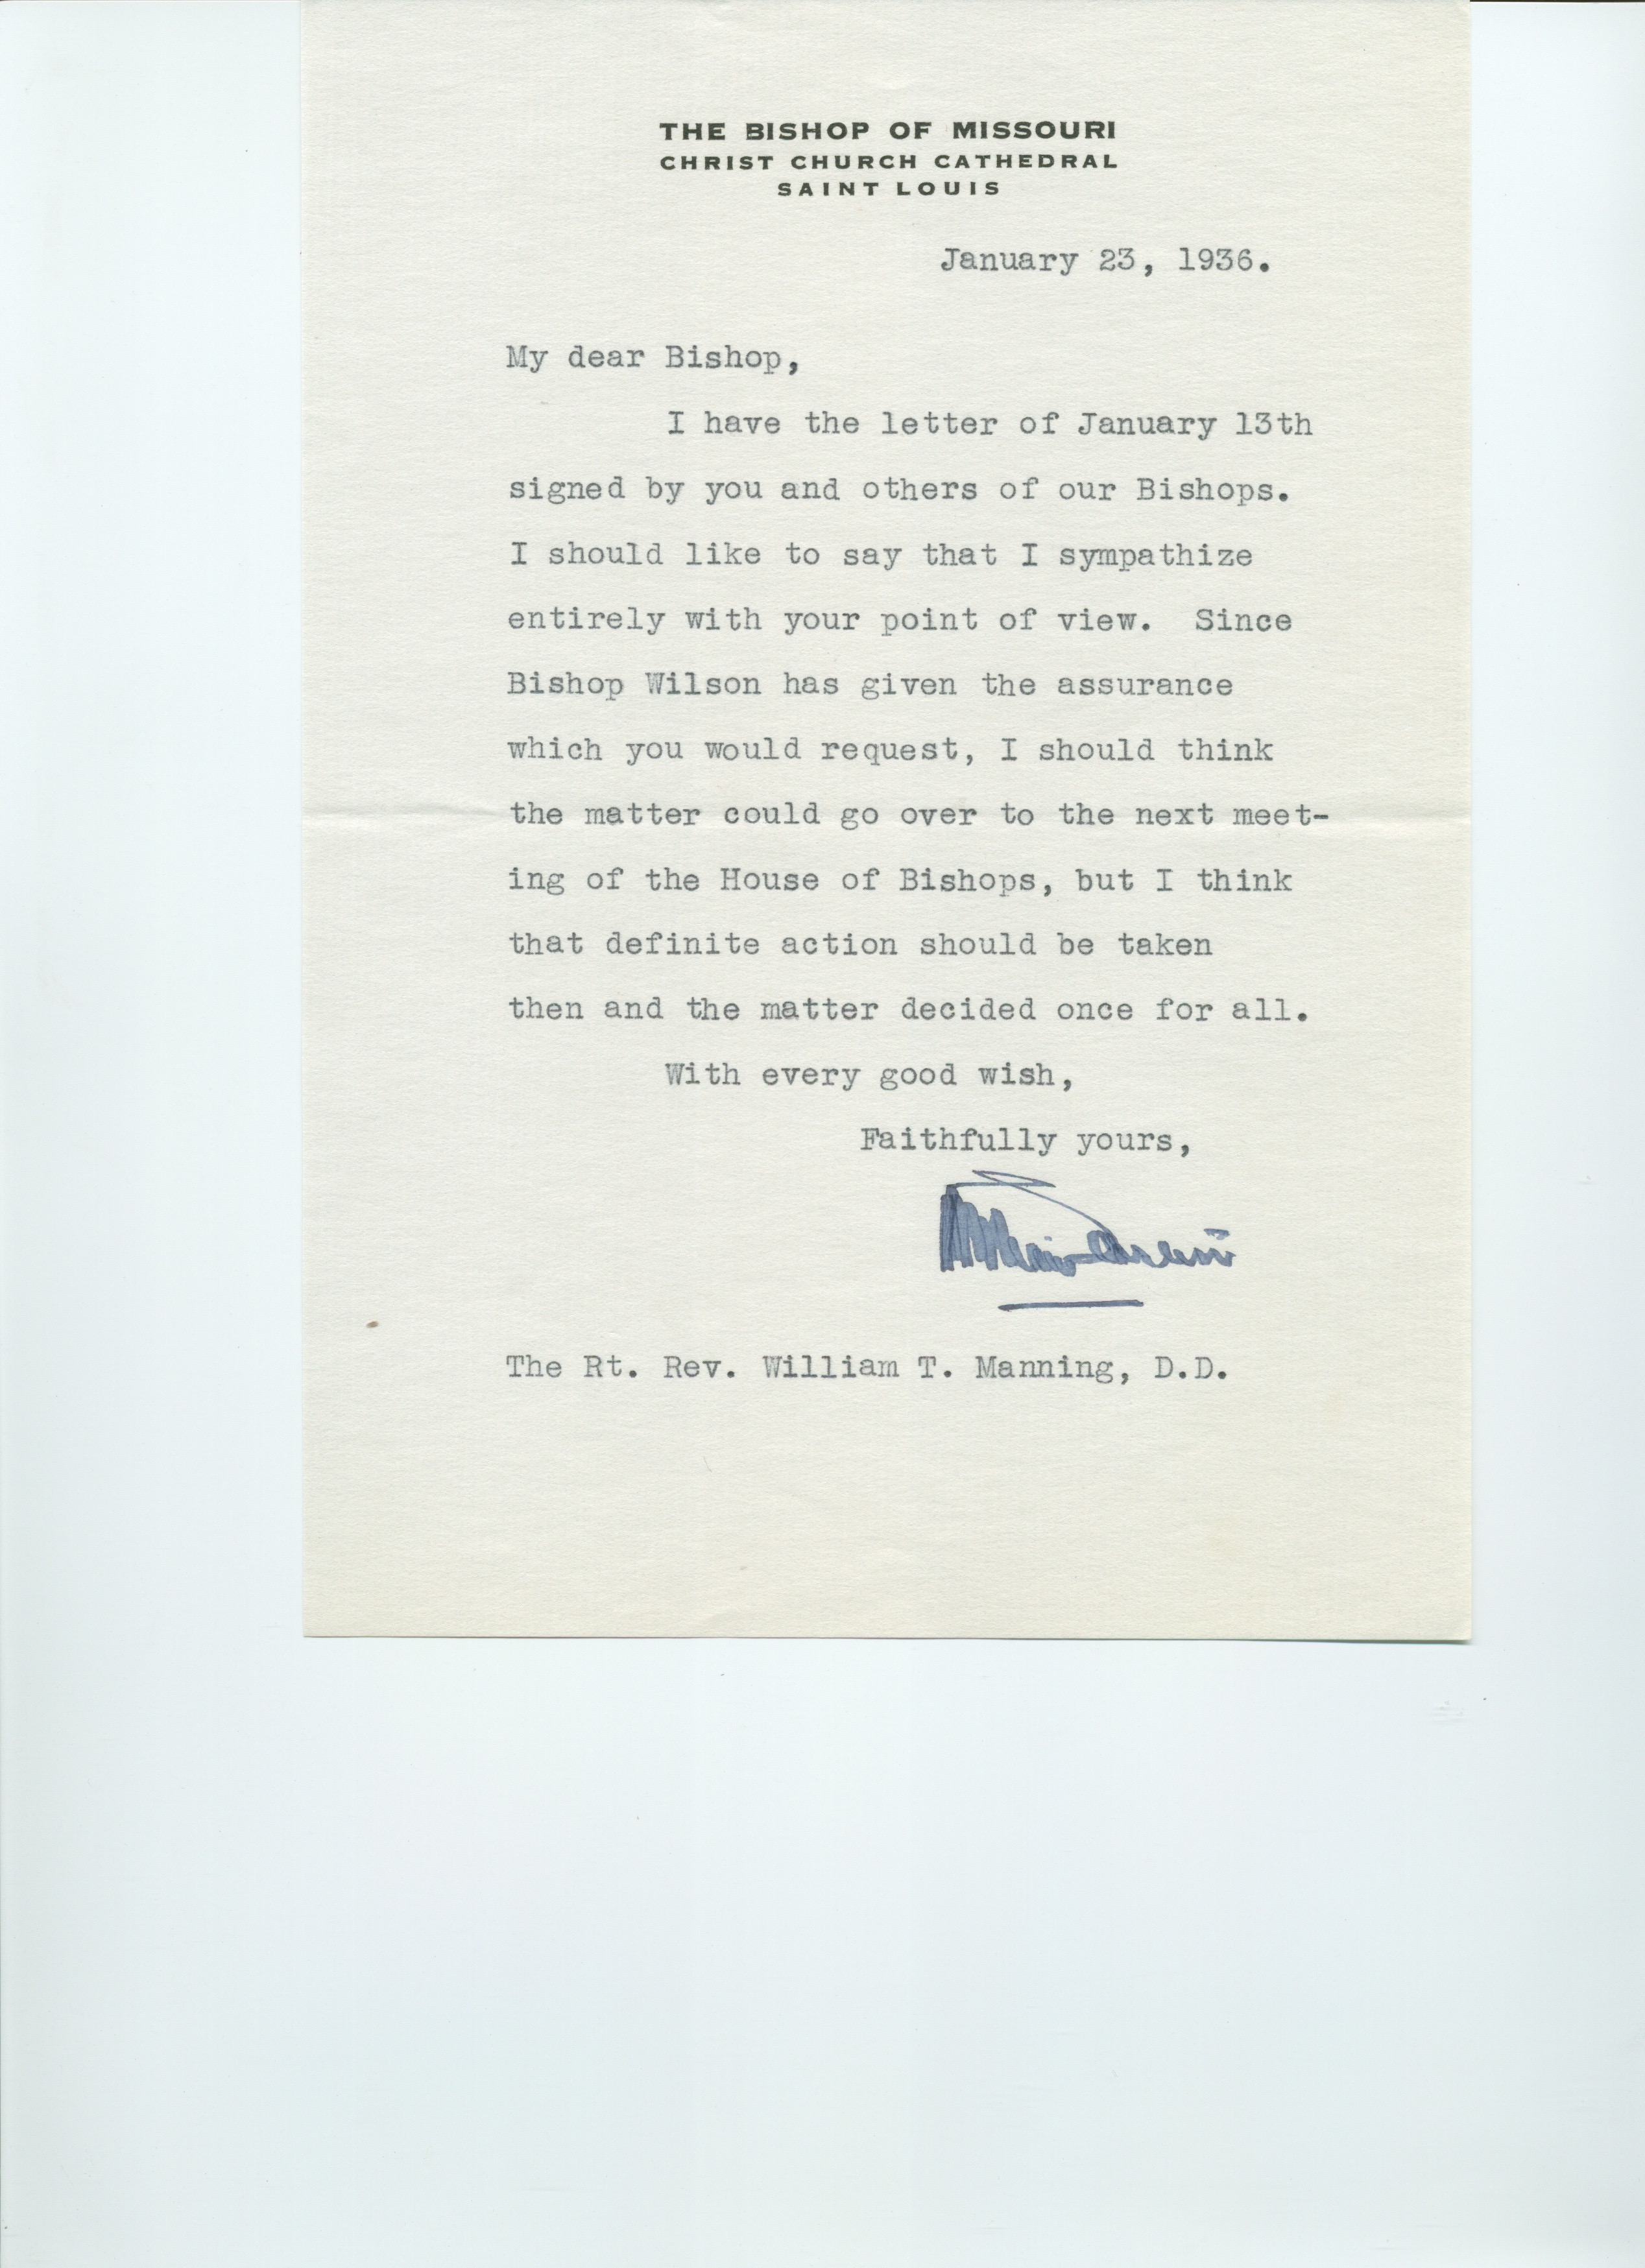 THE BISHOP OF MISSOURI
CHRIST CHURCH CATHEDRAL
SAINT LOUIS
January 23, 1936.
My dear Bishop,
I have the letter of January 13th
signed by you and others of our Bishops.
I should like to say that I sympathize
entirely with your point of view. Since
Bishop Wilson has given the assurance
which you would request, I should think
the matter could go over to the next meet-
ing of the House of Bishops, but I think
that definite action should be taken
then and the matter decided once for all.
With every good wish,
Faithfully yours,
The Rt. Rev. William T. Manning, D.D.